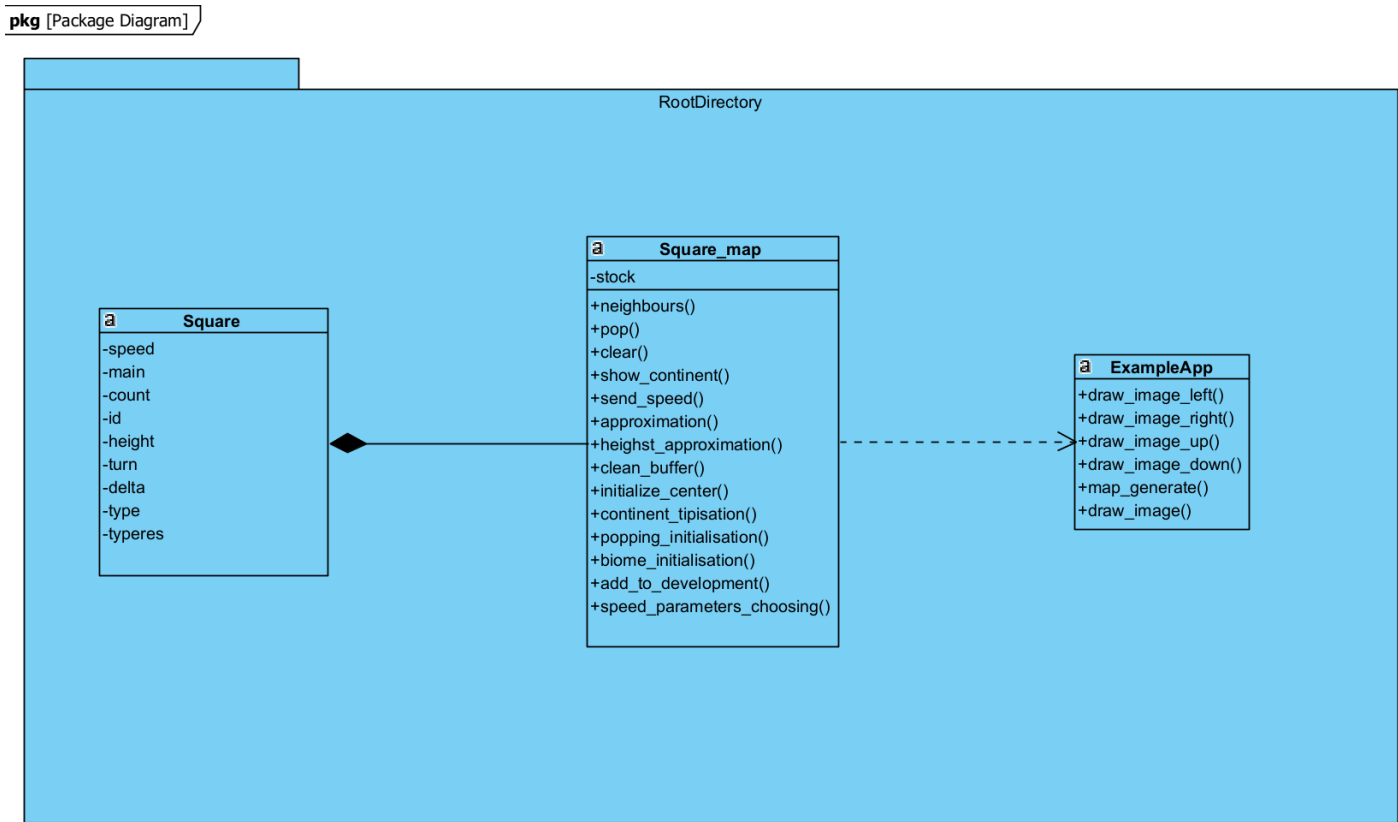 pkg [Package Diagram]
RootDirectory
a Square
-speed
-main
-count
-id
-height
-turn
-delta
-type
-typeres
a Square_map
-stock
+neighbours()
+pop()
+clear()
+show_continent()
+send_speed()
+approximation()
+heighst_approximation()
+clean_buffer()
+initialize_center()
+continent_tipisation()
+popping_initialisation()
+biome_initialisation()
+add_to_development()
+speed_parameters_choosing()
a ExampleApp
+draw_image_left()
+draw_image_right()
+draw_image_up()
+draw_image_down()
+map_generate()
+draw_image()